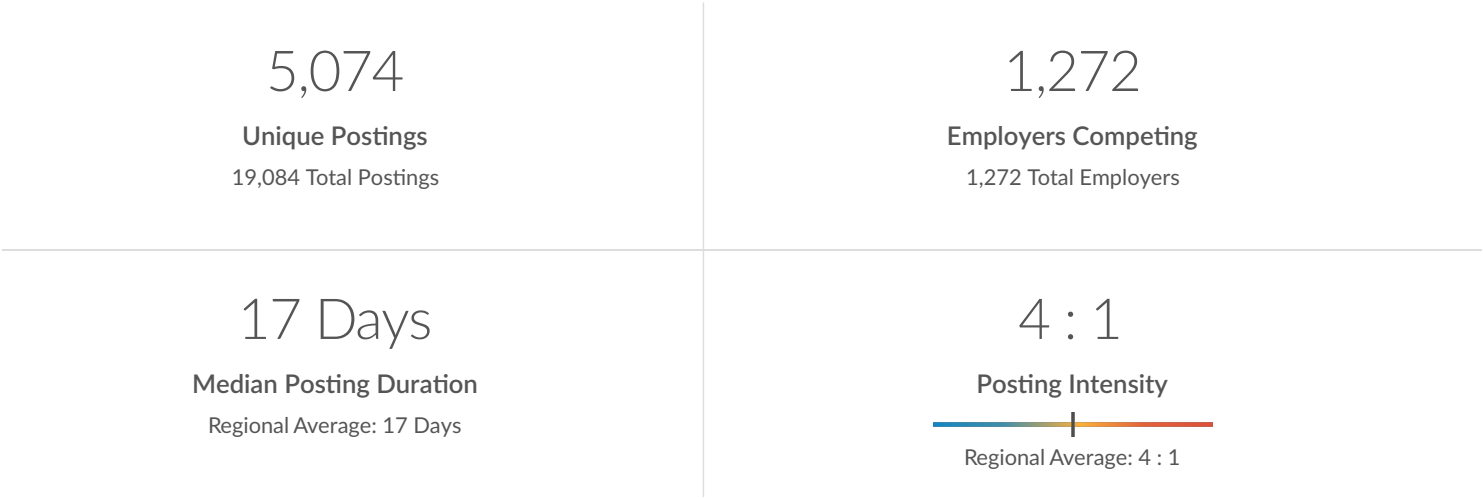 5,074
Unique Postings
19,084 Total Postings
1,272
Employers Competing
1,272 Total Employers
17 Days
Median Posting Duration
Regional Average: 17 Days
4 : 1
Posting Intensity
Regional Average: 4 : 1